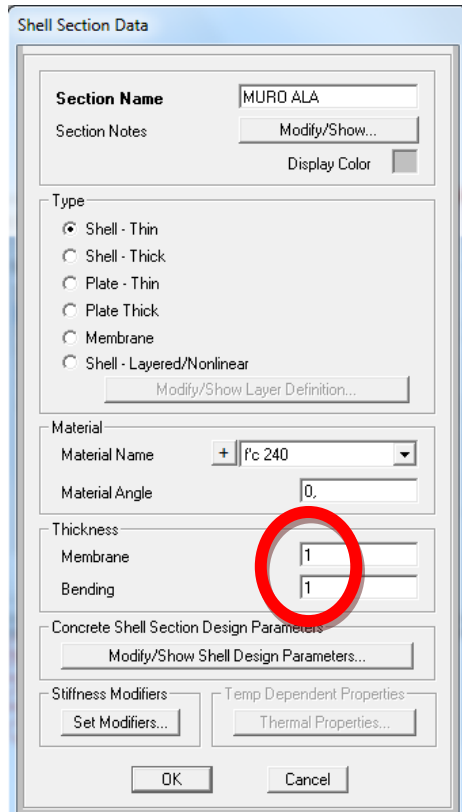 Shell Section Data
Section Name MURO ALA
Section Notes Modify/Show...
Display Color
Type
Shell - Thin
Shell - Thick
Plate - Thin
Plate Thick
Membrane
Shell - Layered/Nonlinear
Modify/Show Layer Definition...
Material
Material Name + f'c 240
Material Angle 0,
Thickness
Membrane 1
Bending 1
Concrete Shell Section Design Parameters
Modify/Show Shell Design Parameters...
Stiffness Modifiers Temp Dependent Properties
Set Modifiers... Thermal Properties...
OK Cancel